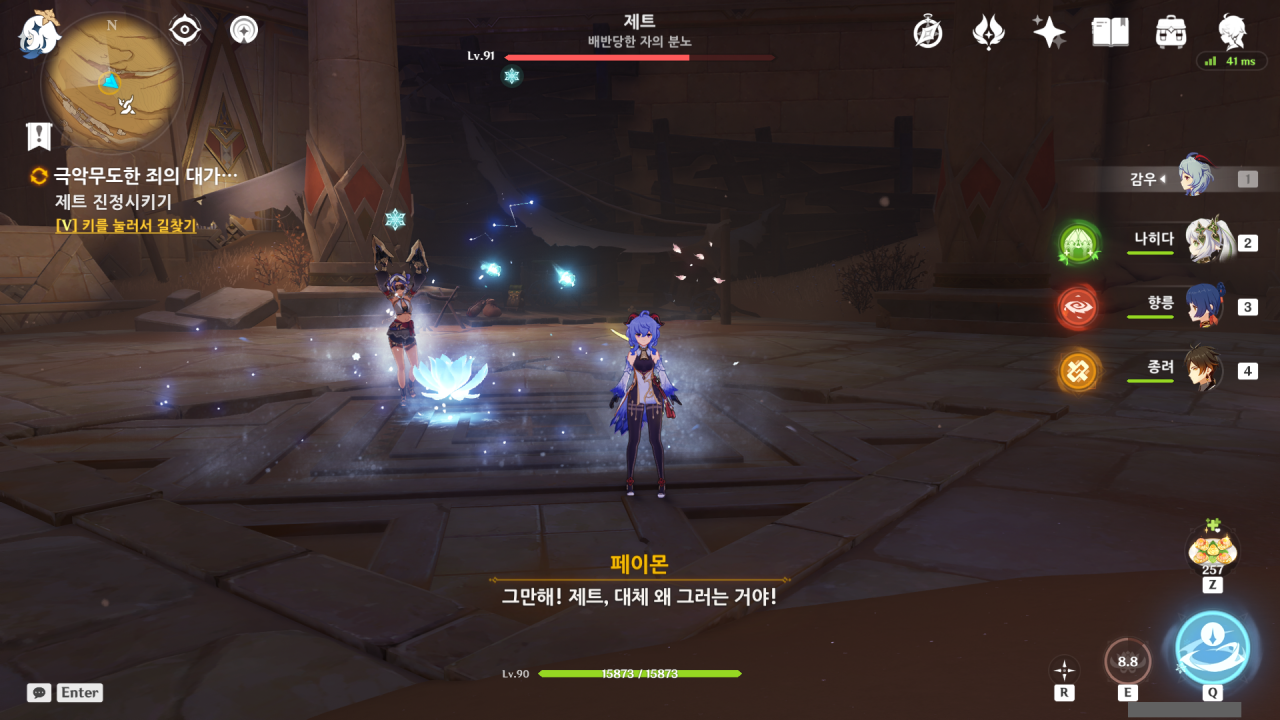 N
제트
배반당한 자의 분노
Lv.91
41 ms
극악무도한 죄의 대가…
제트 진정시키기
[V] 키를 눌러서 길찾기
감우
1
나히다
2
향릉
3
종려
4
페이몬
그만해! 제트, 대체 왜 그러는 거야!
257
Z
Lv.90
15873 / 15873
8.8
R
E
Q
Enter